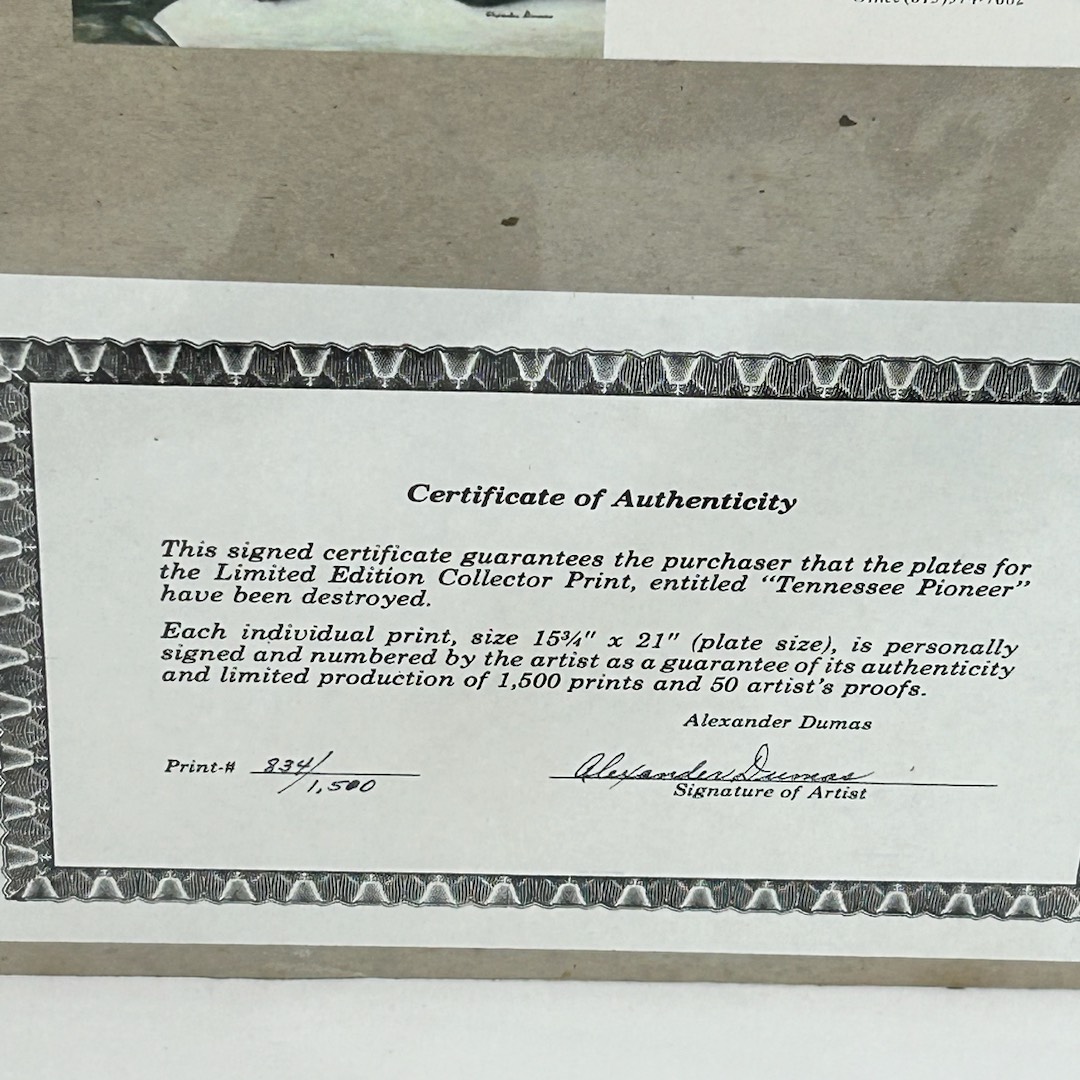 Alexander Dumas
Certificate of Authenticity
This signed certificate guarantees the purchaser that the plates for
the Limited Edition Collector Print, entitled “Tennessee Pioneer”
have been destroyed.
Each individual print, size 15¾" x 21" (plate size), is personally
signed and numbered by the artist as a guarantee of its authenticity
and limited production of 1,500 prints and 50 artist's proofs.
Alexander Dumas
Print-# 834/1,500
Alexander Dumas
Signature of Artist